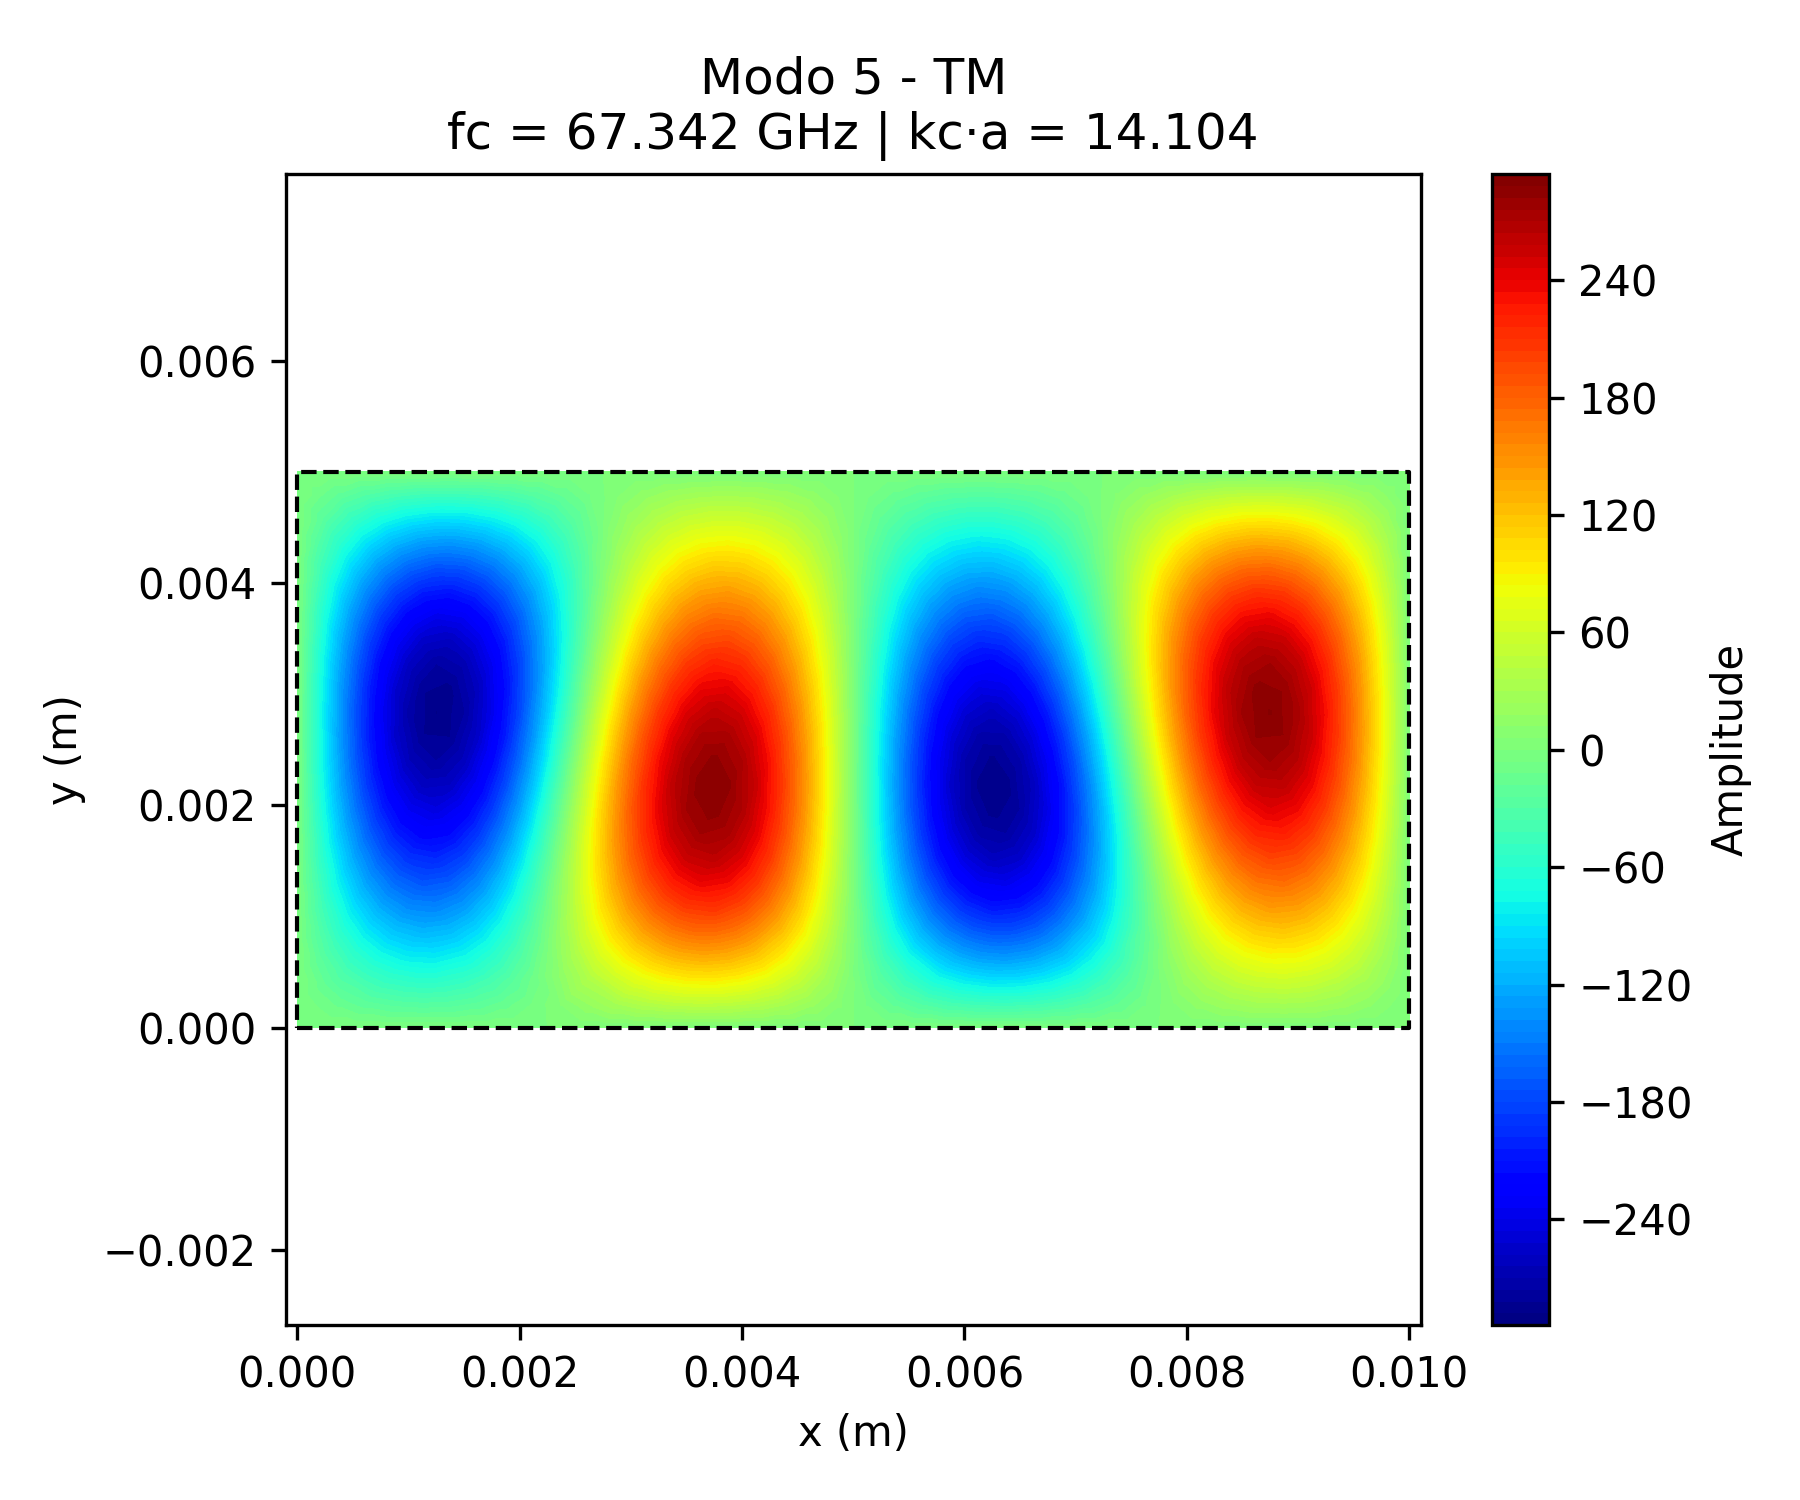 Modo 5 - TM
fc = 67.342 GHz | kc·a = 14.104
0.006
0.004
0.002
0.000
−0.002
y (m)
0.000 0.002 0.004 0.006 0.008 0.010
x (m)
240
180
120
60
0
−60
−120
−180
−240
Amplitude